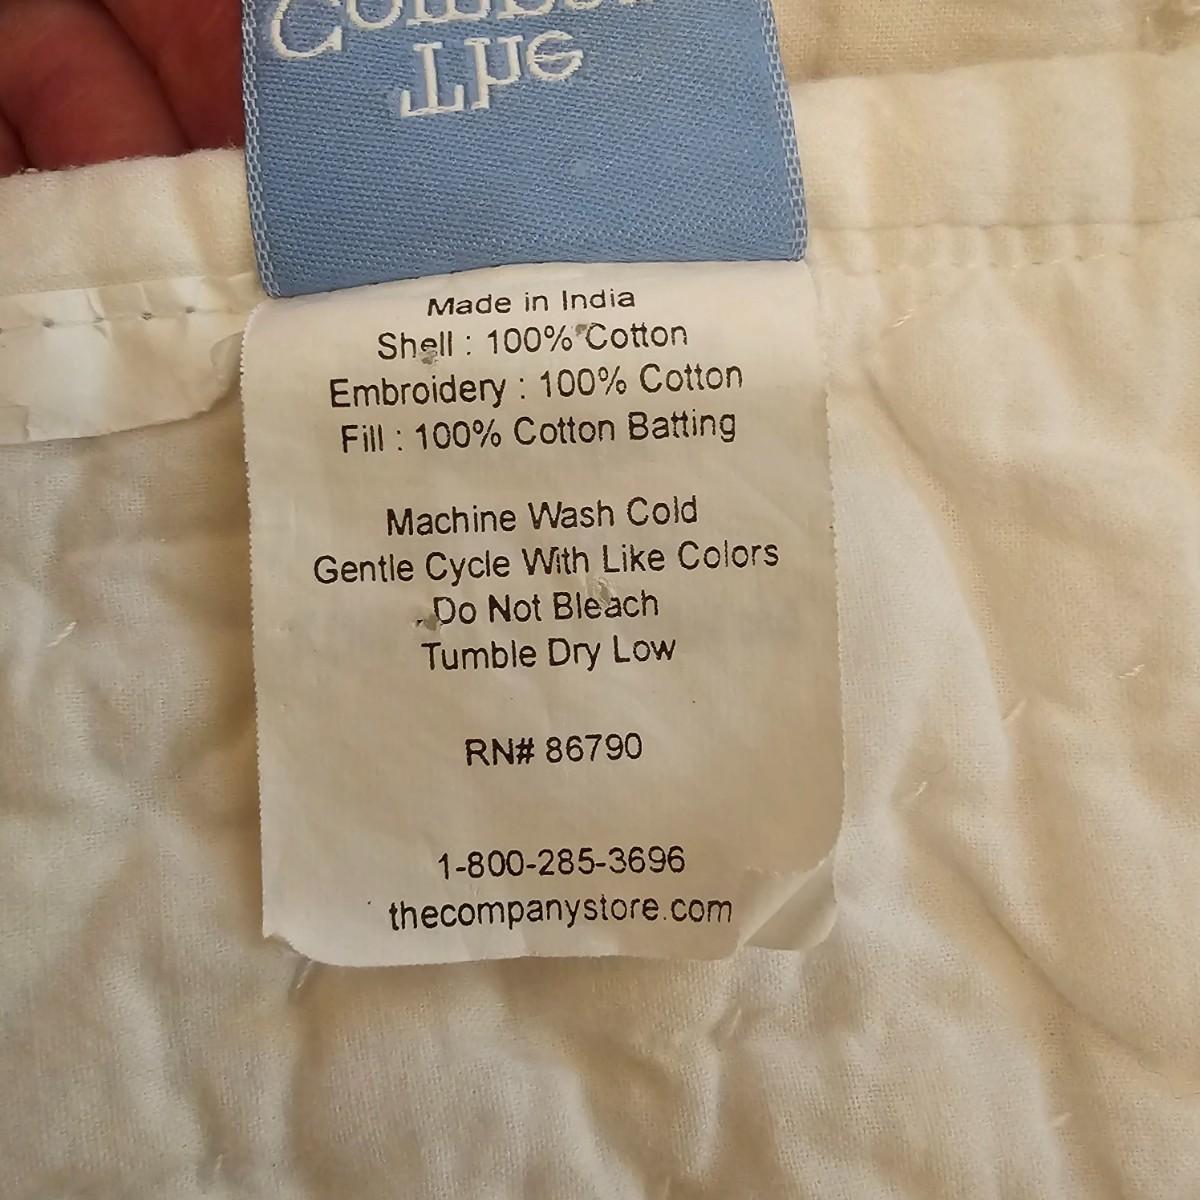 The
Made in India
Shell : 100% Cotton
Embroidery : 100% Cotton
Fill : 100% Cotton Batting
Machine Wash Cold
Gentle Cycle With Like Colors
Do Not Bleach
Tumble Dry Low
RN# 86790
1-800-285-3696
thecompanystore.com